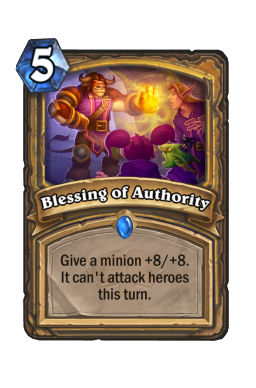 5
Blessing of Authority
Give a minion +8/+8.
It can't attack heroes
this turn.